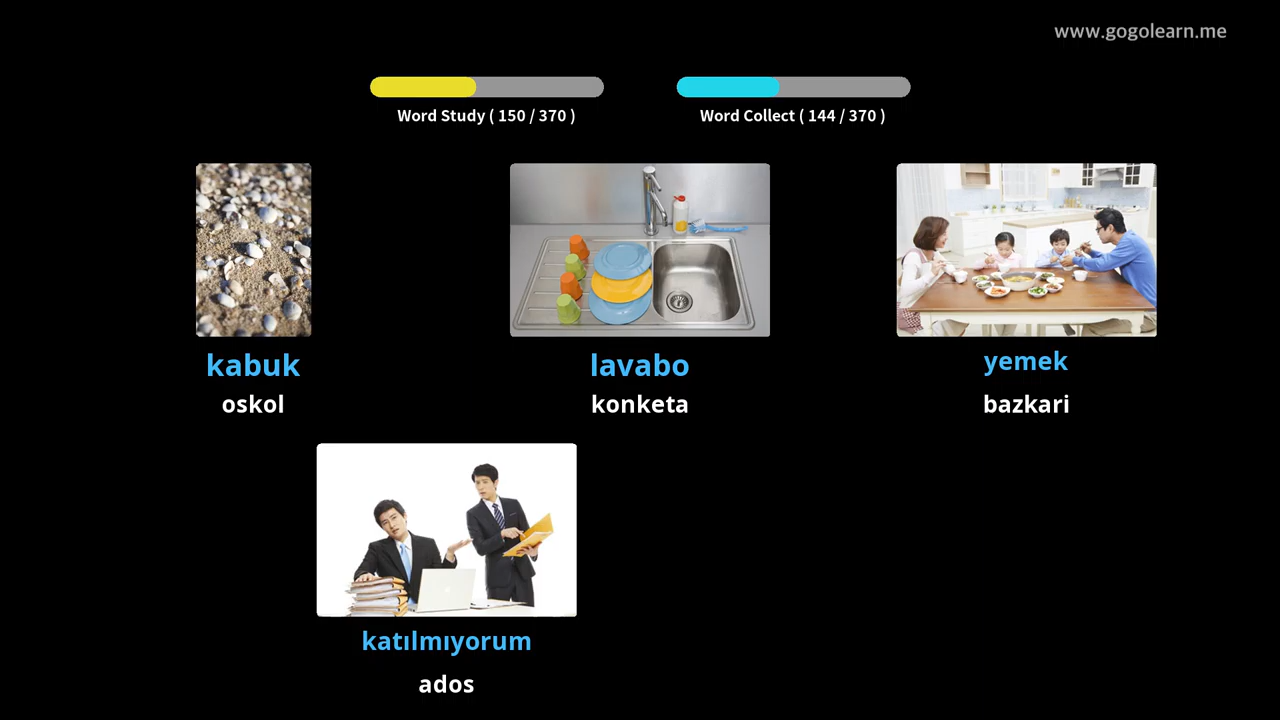 www.gogolearn.me
Word Study ( 150 / 370 )
Word Collect ( 144 / 370 )
kabuk
oskol
lavabo
konketa
yemek
bazkari
katılmıyorum
ados